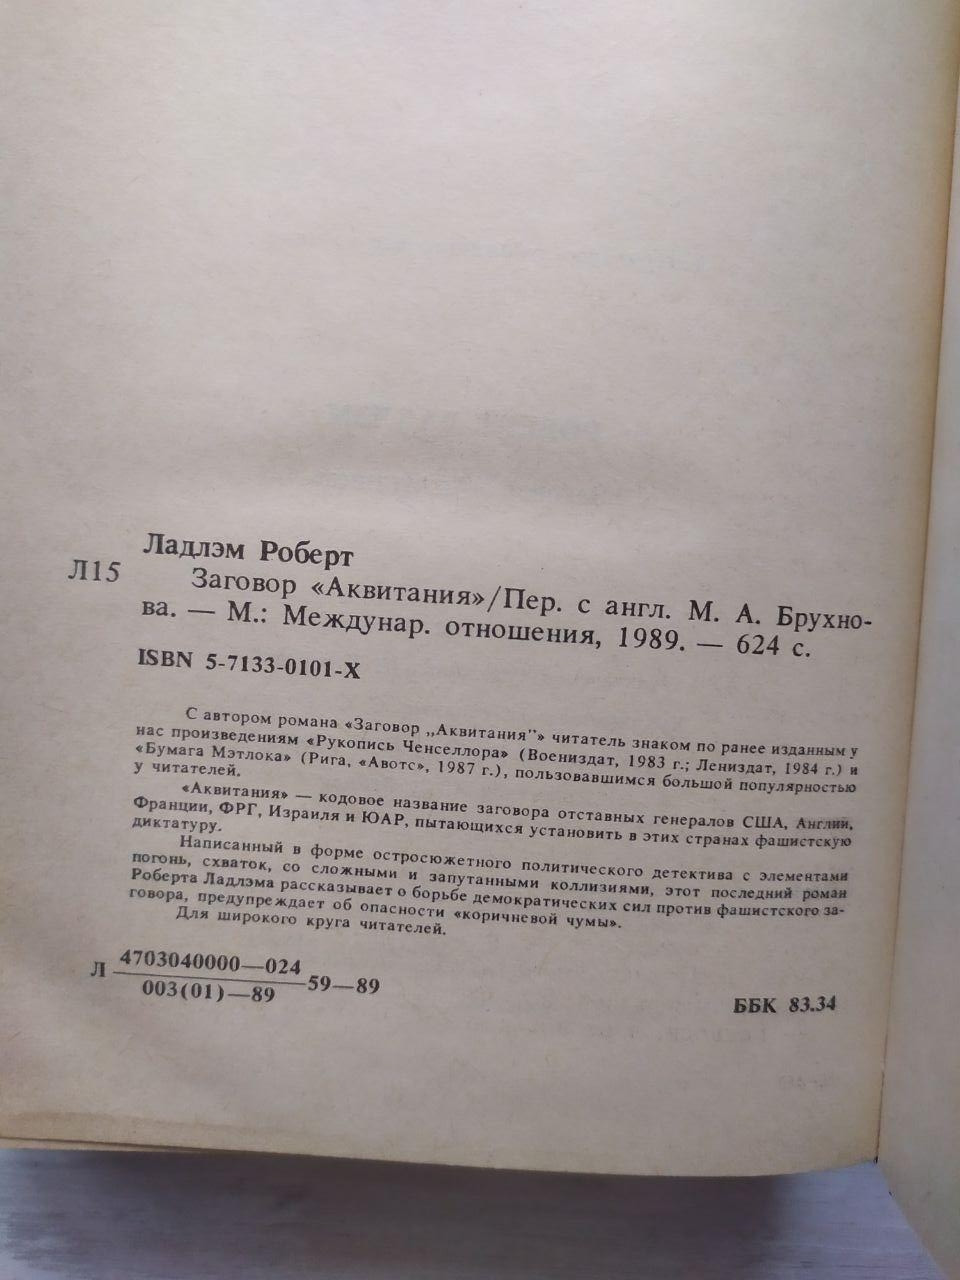 Ладлэм Роберт
Л15 Заговор «Аквитания»/Пер. с англ. М. А. Брухно-
ва. — М.: Междунар. отношения, 1989. — 624 с.
ISBN 5-7133-0101-X
С автором романа «Заговор „Аквитания"» читатель знаком по ранее изданным у
нас произведениям «Рукопись Ченселлора» (Воениздат, 1983 г.; Лениздат, 1984 г.) и
«Бумага Мэтлока» (Рига, «Авотс», 1987 г.), пользовавшимся большой популярностью
у читателей.
«Аквитания» — кодовое название заговора отставных генералов США, Англии,
Франции, ФРГ, Израиля и ЮАР, пытающихся установить в этих странах фашистскую
диктатуру.
Написанный в форме остросюжетного политического детектива с элементами
погонь, схваток, со сложными и запутанными коллизиями, этот последний роман
Роберта Ладлэма рассказывает о борьбе демократических сил против фашистского за-
говора, предупреждает об опасности «коричневой чумы».
Для широкого круга читателей.
4703040000—024
Л 59—89
003(01)—89
ББК 83.34